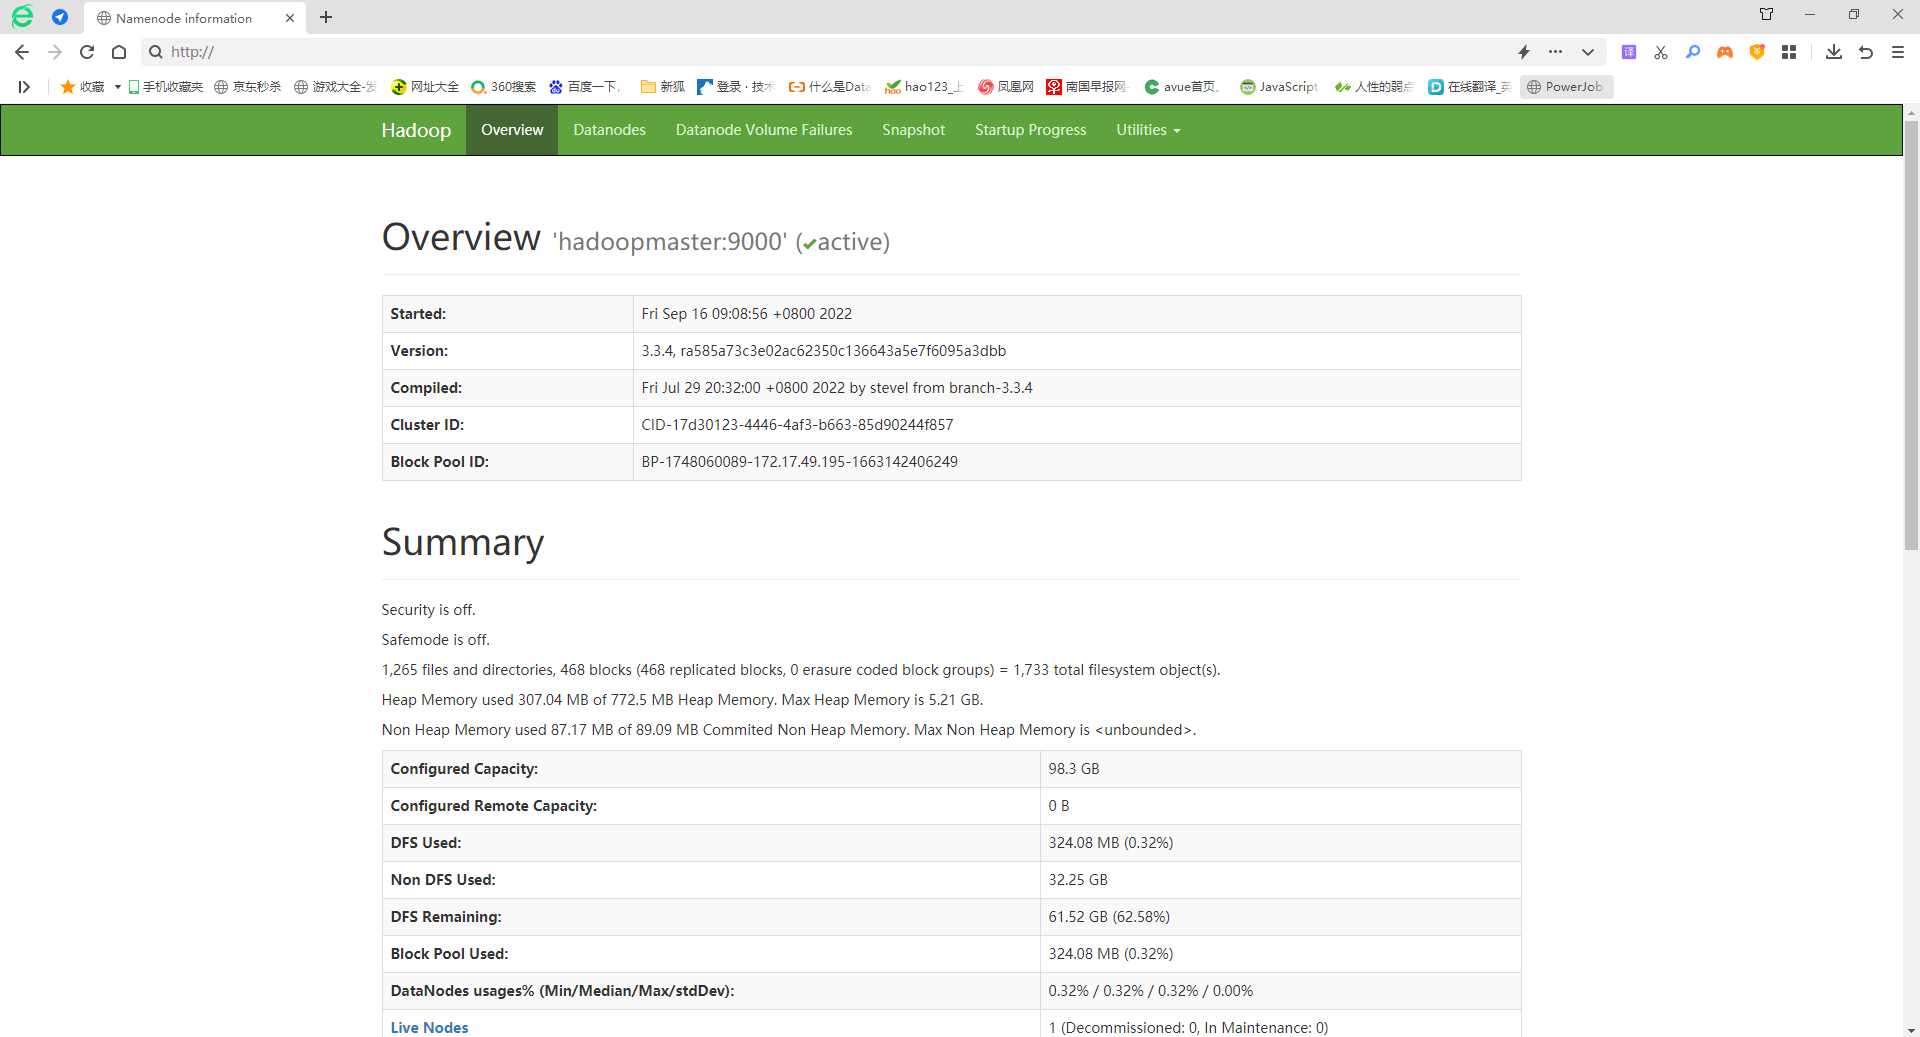 Namenode information
http://
收藏 手机收藏夹 京东秒杀 游戏大全-发 网址大全 360搜索 百度一下, 新狐 登录 · 技术 什么是Data hao123_上 凤凰网 南国早报网- avue首页、 JavaScript 人性的弱点 在线翻译_英 PowerJob
Hadoop Overview Datanodes Datanode Volume Failures Snapshot Startup Progress Utilities
Overview 'hadoopmaster:9000' (✔active)
Started: Fri Sep 16 09:08:56 +0800 2022
Version: 3.3.4, ra585a73c3e02ac62350c136643a5e7f6095a3dbb
Compiled: Fri Jul 29 20:32:00 +0800 2022 by stevel from branch-3.3.4
Cluster ID: CID-17d30123-4446-4af3-b663-85d90244f857
Block Pool ID: BP-1748060089-172.17.49.195-1663142406249
Summary
Security is off.
Safemode is off.
1,265 files and directories, 468 blocks (468 replicated blocks, 0 erasure coded block groups) = 1,733 total filesystem object(s).
Heap Memory used 307.04 MB of 772.5 MB Heap Memory. Max Heap Memory is 5.21 GB.
Non Heap Memory used 87.17 MB of 89.09 MB Commited Non Heap Memory. Max Non Heap Memory is <unbounded>.
Configured Capacity: 98.3 GB
Configured Remote Capacity: 0 B
DFS Used: 324.08 MB (0.32%)
Non DFS Used: 32.25 GB
DFS Remaining: 61.52 GB (62.58%)
Block Pool Used: 324.08 MB (0.32%)
DataNodes usages% (Min/Median/Max/stdDev): 0.32% / 0.32% / 0.32% / 0.00%
Live Nodes 1 (Decommissioned: 0, In Maintenance: 0)